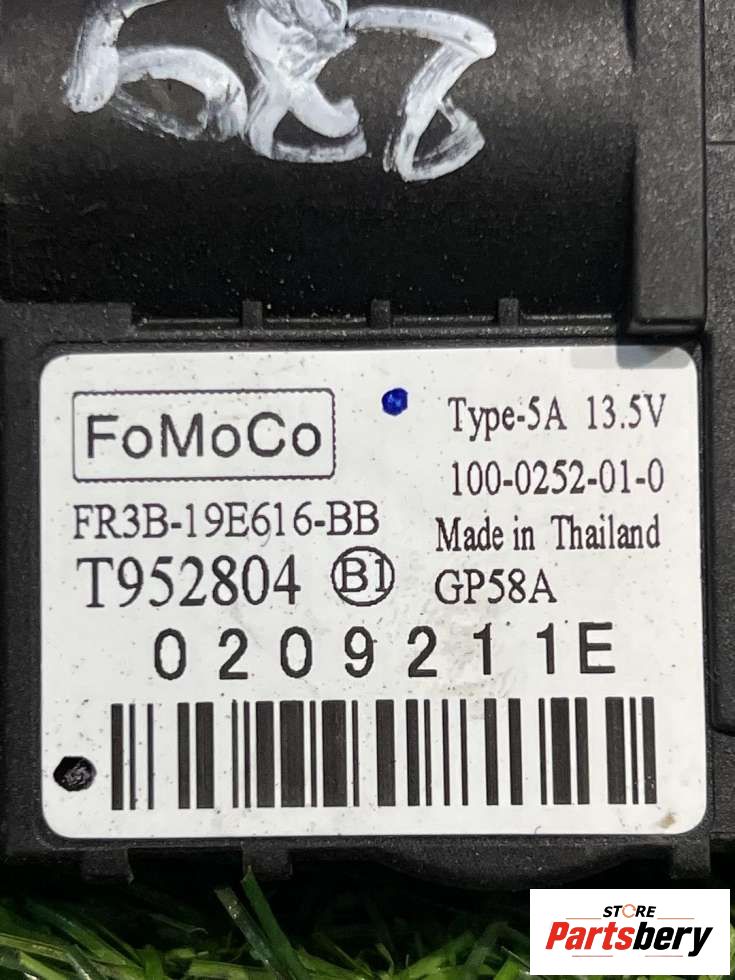 FoMoCo
FR3B-19E616-BB
T952804 B1
Type-5A 13.5V
100-0252-01-0
Made in Thailand
GP58A
0209211E
STORE
Partsbery